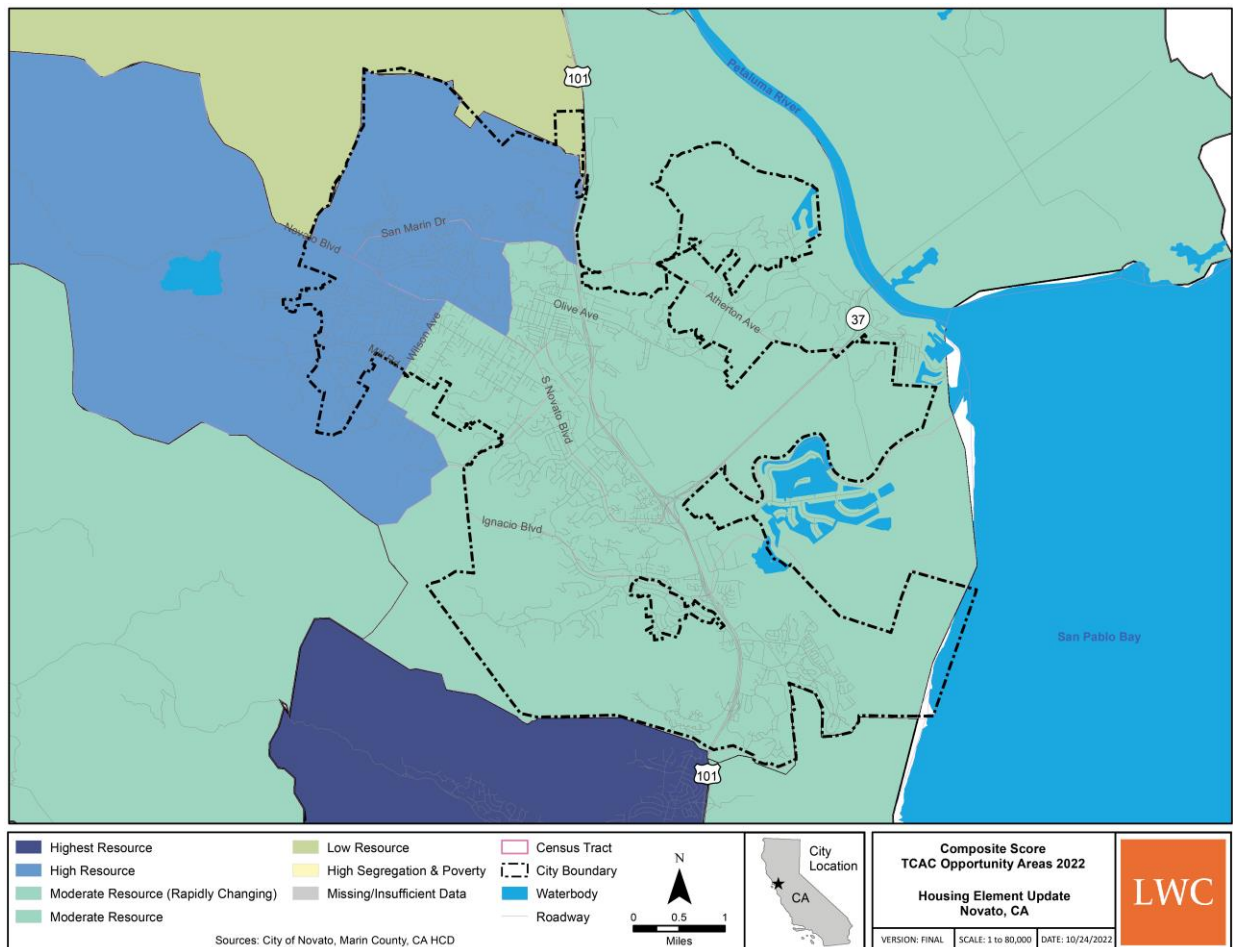 101
Petaluma River
San Marin Dr
Novato Blvd
Olive Ave
Atherton Ave
37
Wilson Ave
Mill Rd
S Novato Blvd
Ignacio Blvd
San Pablo Bay
101
Highest Resource
High Resource
Moderate Resource (Rapidly Changing)
Moderate Resource
Low Resource
High Segregation & Poverty
Missing/Insufficient Data
Census Tract
City Boundary
Waterbody
Roadway
Sources: City of Novato, Marin County, CA HCD
N
0 0.5 1
Miles
City
Location
CA
Composite Score
TCAC Opportunity Areas 2022
Housing Element Update
Novato, CA
VERSION: FINAL
SCALE: 1 to 80,000
DATE: 10/24/2022
LWC